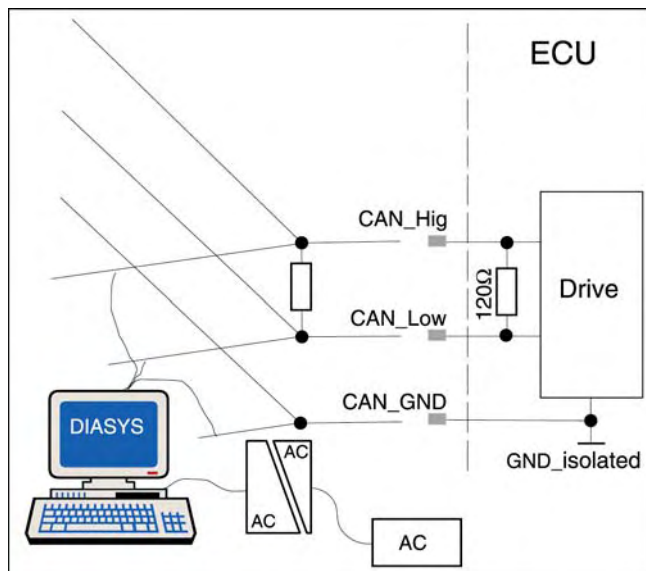 ECU
CAN_Hig
120Ω
Drive
CAN_Low
CAN_GND
DIASYS
GND_isolated
AC
AC
AC